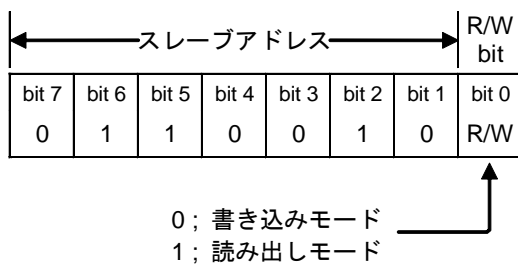 スレーブアドレス R/W
bit
bit 7 bit 6 bit 5 bit 4 bit 3 bit 2 bit 1 bit 0
0 1 1 0 0 1 0 R/W
0 ; 書き込みモード
1 ; 読み出しモード